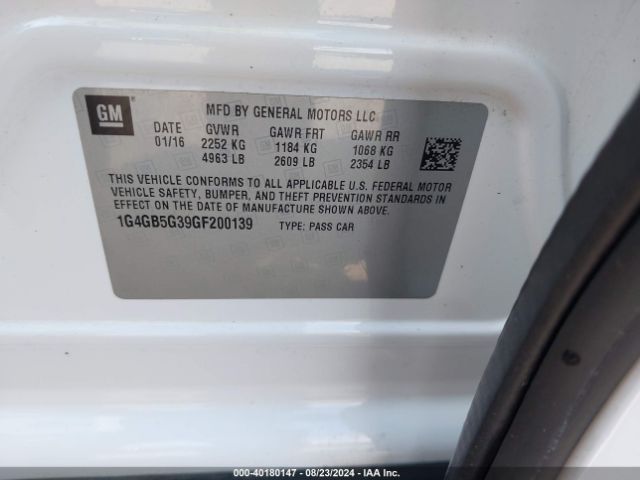 GM
MFD BY GENERAL MOTORS LLC
DATE GVWR GAWR FRT GAWR RR
01/16 2252 KG 1184 KG 1068 KG
4963 LB 2609 LB 2354 LB
THIS VEHICLE CONFORMS TO ALL APPLICABLE U.S. FEDERAL MOTOR
VEHICLE SAFETY, BUMPER, AND THEFT PREVENTION STANDARDS IN
EFFECT ON THE DATE OF MANUFACTURE SHOWN ABOVE.
1G4GB5G39GF200139 TYPE: PASS CAR
000-40180147 - 08/23/2024 - IAA Inc.